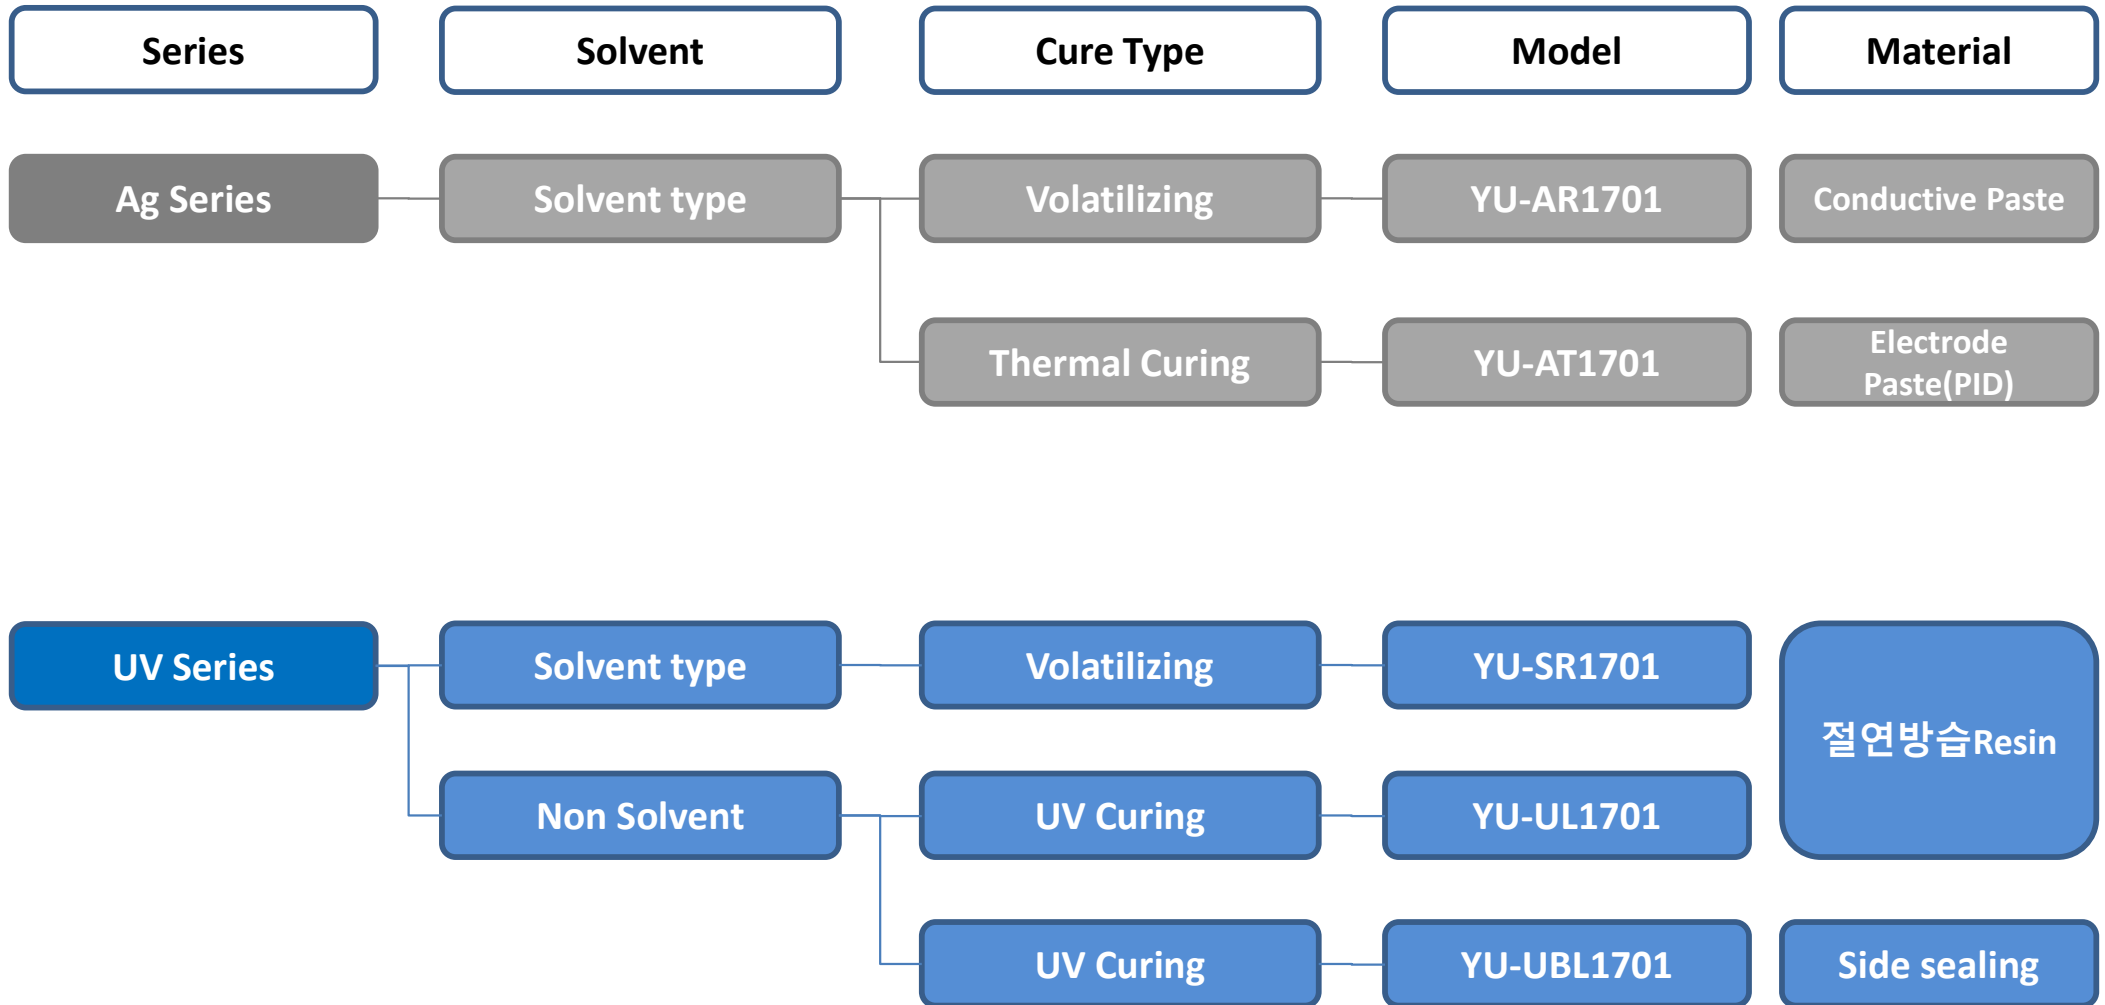 Series Solvent Cure Type Model Material
Ag Series Solvent type Volatilizing YU-AR1701 Conductive Paste
Thermal Curing YU-AT1701 Electrode
Paste(PID)
UV Series Solvent type Volatilizing YU-SR1701
절연방습Resin
Non Solvent UV Curing YU-UL1701
UV Curing YU-UBL1701 Side sealing